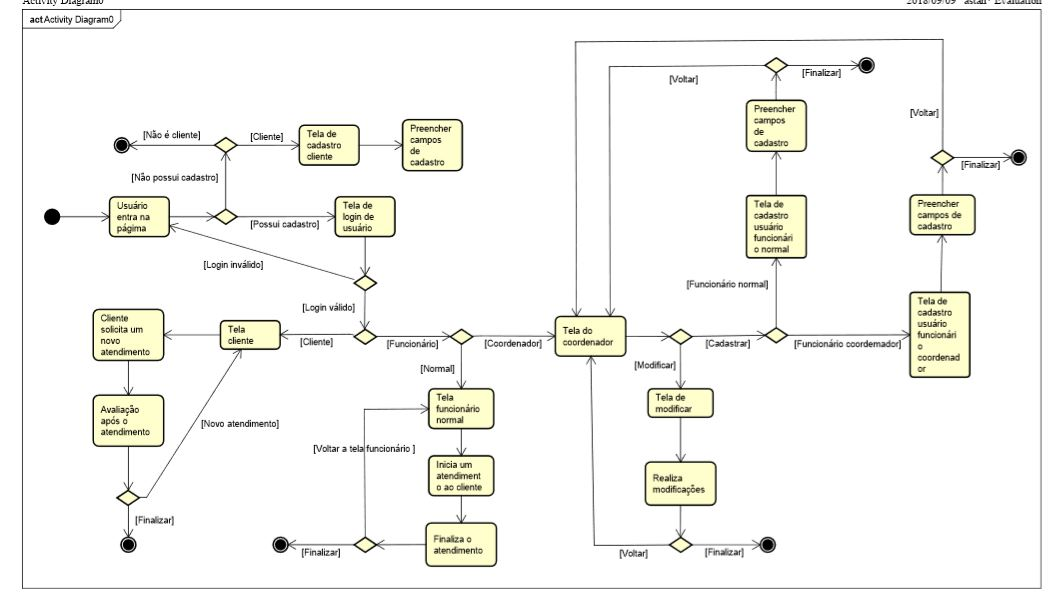 Activity Diagram0
2018/09/09 astah* Evaluation
act Activity Diagram0
[Voltar]
[Finalizar]
[Não é cliente]
[Cliente]
Tela de
cadastro
cliente
Preencher
campos
de
cadastro
Preencher
campos
de
cadastro
[Voltar]
[Finalizar]
[Não possui cadastro]
Usuário
entra na
página
[Possui cadastro]
Tela de
login de
usuário
Tela de
cadastro
usuário
funcionári
o normal
Preencher
campos de
cadastro
[Login inválido]
[Funcionário normal]
[Login válido]
Cliente
solicita um
novo
atendimento
Tela
cliente
[Cliente]
[Funcionário]
[Coordenador]
Tela do
coordenador
[Cadastrar]
[Funcionário coordemador]
Tela de
cadastro
usuário
funcionári
o
coordenad
or
[Normal]
[Modificar]
Avaliação
após o
atendimento
[Novo atendimento]
Tela
funcionário
normal
Tela de
modificar
[Voltar a tela funcionário ]
Inicia um
atendiment
o ao cliente
Realiza
modificações
[Finalizar]
[Finalizar]
Finaliza o
atendimento
[Voltar]
[Finalizar]